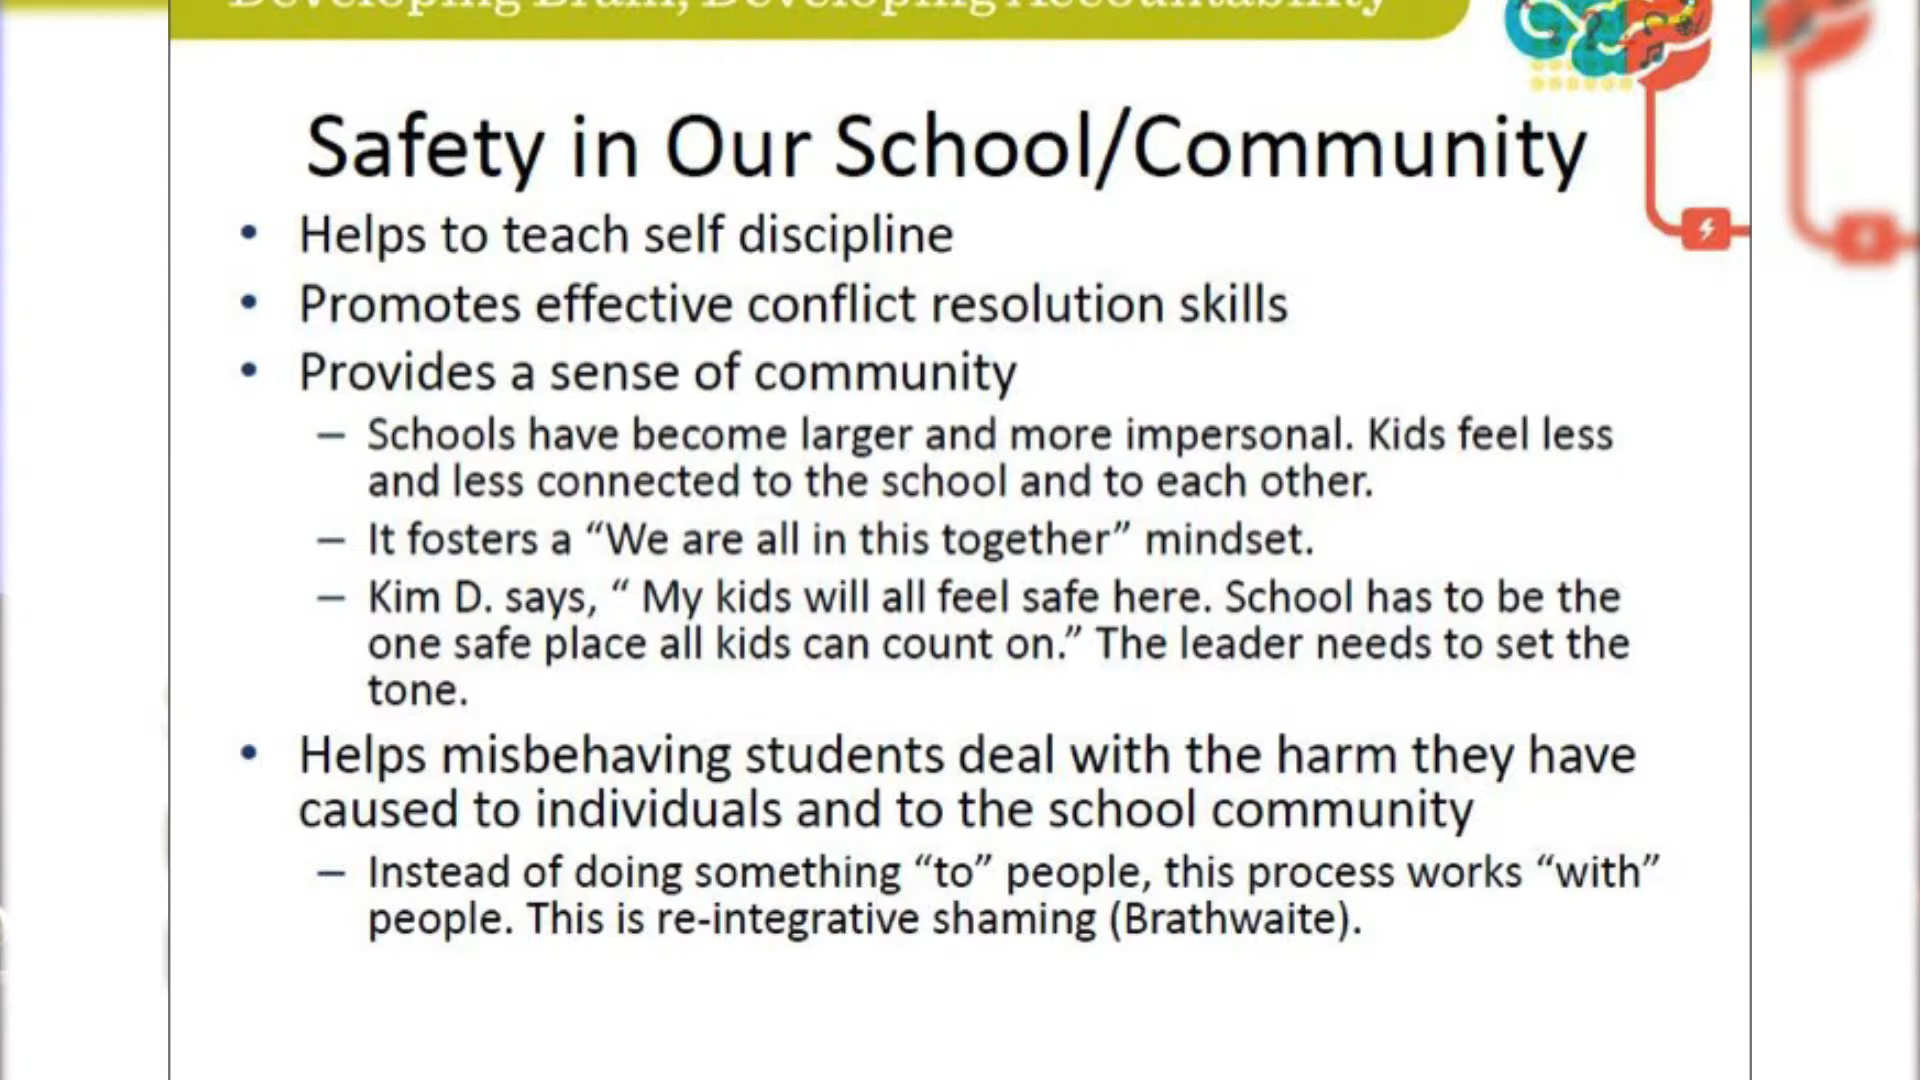 Developing Brain, Developing Accountability
Safety in Our School/Community
• Helps to teach self discipline
• Promotes effective conflict resolution skills
• Provides a sense of community
– Schools have become larger and more impersonal. Kids feel less
and less connected to the school and to each other.
– It fosters a “We are all in this together” mindset.
– Kim D. says, “ My kids will all feel safe here. School has to be the
one safe place all kids can count on.” The leader needs to set the
tone.
• Helps misbehaving students deal with the harm they have
caused to individuals and to the school community
– Instead of doing something “to” people, this process works “with”
people. This is re-integrative shaming (Brathwaite).